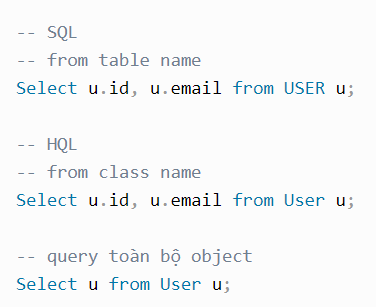 -- SQL
-- from table name
Select u.id, u.email from USER u;
-- HQL
-- from class name
Select u.id, u.email from User u;
-- query toàn bộ object
Select u from User u;